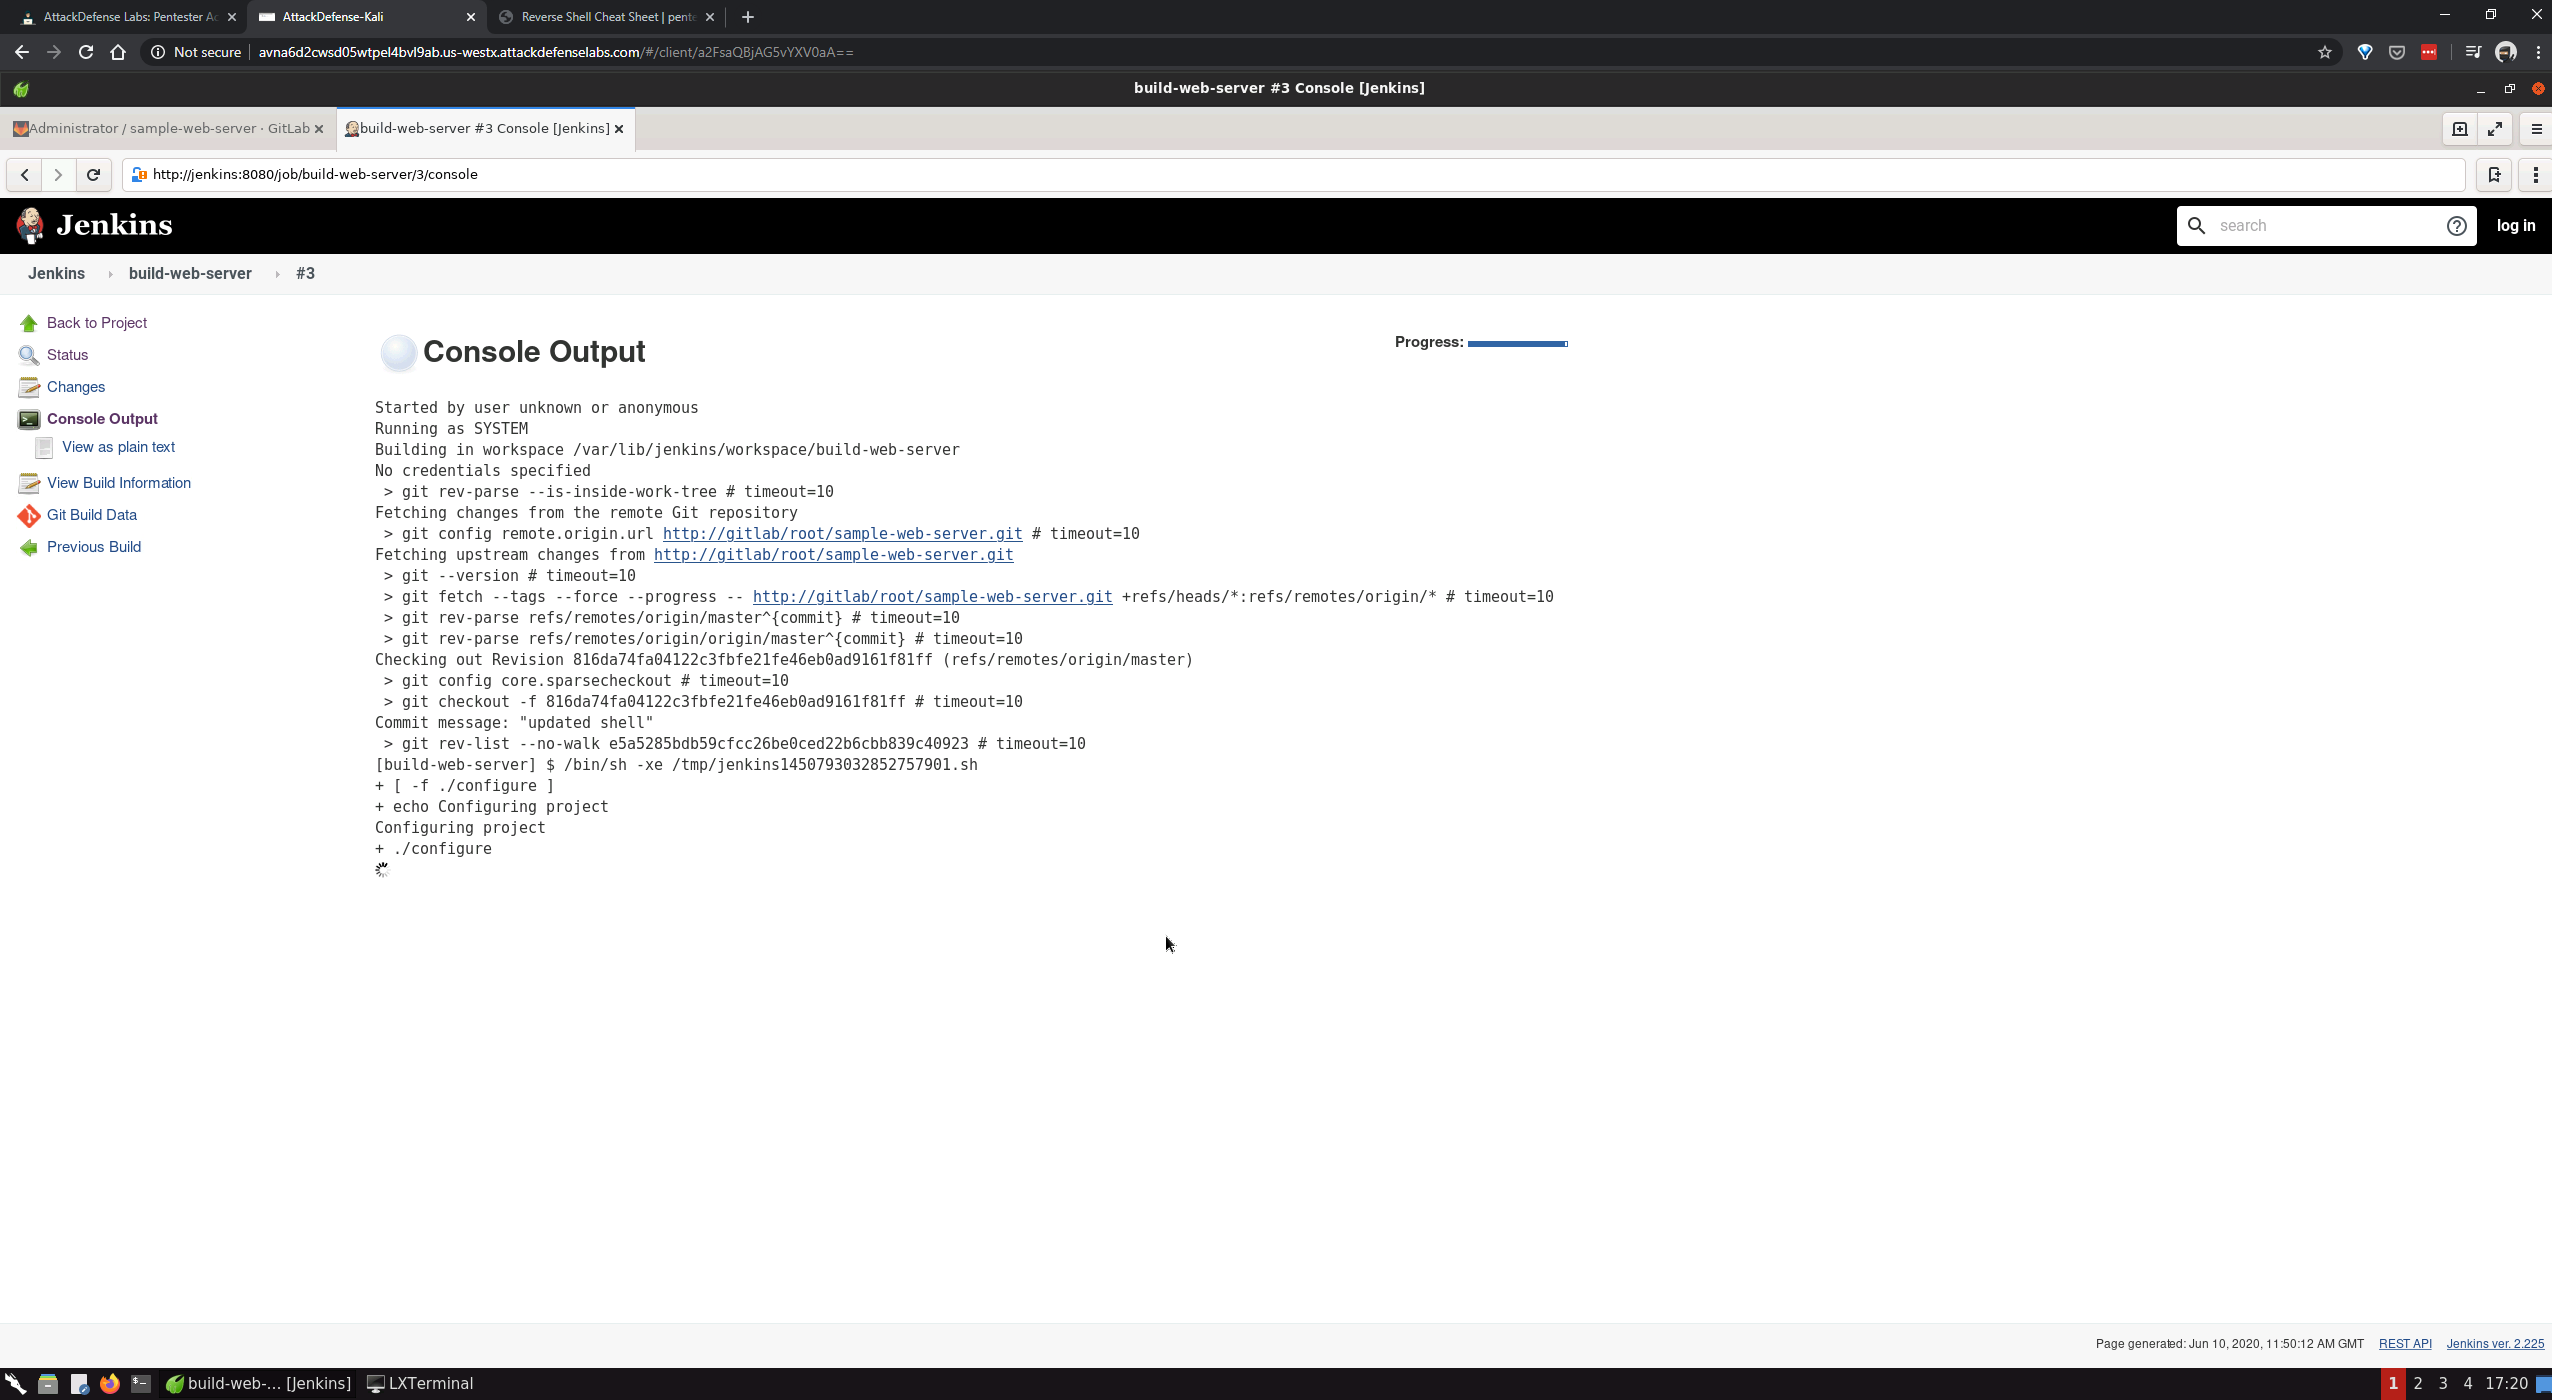 AttackDefense Labs: Pentester Ac
AttackDefense-Kali
Reverse Shell Cheat Sheet | pente
Not secure
avna6d2cwsd05wtpel4bvl9ab.us-westx.attackdefenselabs.com/#/client/a2FsaQBjAG5vYXV0aA==
build-web-server #3 Console [Jenkins]
Administrator / sample-web-server · GitLab
build-web-server #3 Console [Jenkins]
http://jenkins:8080/job/build-web-server/3/console
Jenkins
search
log in
Jenkins
build-web-server
#3
Back to Project
Status
Changes
Console Output
View as plain text
View Build Information
Git Build Data
Previous Build
Console Output
Progress:
Started by user unknown or anonymous
Running as SYSTEM
Building in workspace /var/lib/jenkins/workspace/build-web-server
No credentials specified
 > git rev-parse --is-inside-work-tree # timeout=10
Fetching changes from the remote Git repository
 > git config remote.origin.url http://gitlab/root/sample-web-server.git # timeout=10
Fetching upstream changes from http://gitlab/root/sample-web-server.git
 > git --version # timeout=10
 > git fetch --tags --force --progress -- http://gitlab/root/sample-web-server.git +refs/heads/*:refs/remotes/origin/* # timeout=10
 > git rev-parse refs/remotes/origin/master^{commit} # timeout=10
 > git rev-parse refs/remotes/origin/origin/master^{commit} # timeout=10
Checking out Revision 816da74fa04122c3fbfe21fe46eb0ad9161f81ff (refs/remotes/origin/master)
 > git config core.sparsecheckout # timeout=10
 > git checkout -f 816da74fa04122c3fbfe21fe46eb0ad9161f81ff # timeout=10
Commit message: "updated shell"
 > git rev-list --no-walk e5a5285bdb59cfcc26be0ced22b6cbb839c40923 # timeout=10
[build-web-server] $ /bin/sh -xe /tmp/jenkins1450793032852757901.sh
+ [ -f ./configure ]
+ echo Configuring project
Configuring project
+ ./configure
Page generated: Jun 10, 2020, 11:50:12 AM GMT
REST API
Jenkins ver. 2.225
build-web-... [Jenkins]
LXTerminal
1 2 3 4 17:20